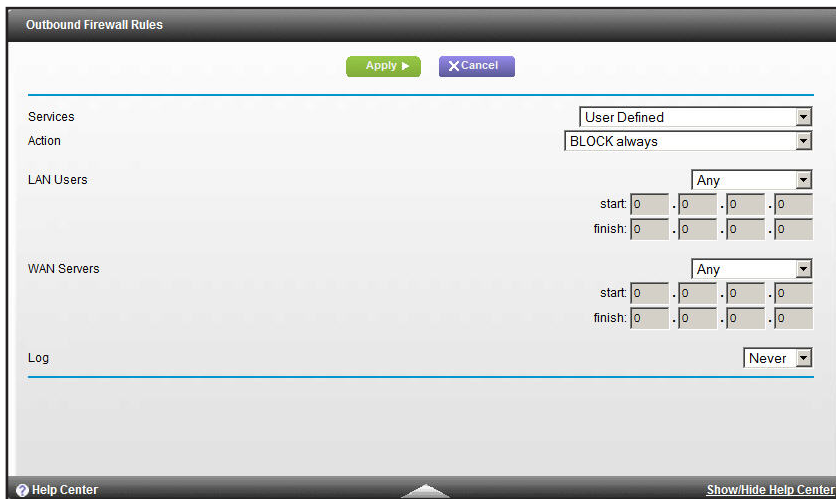 Outbound Firewall Rules
Apply
Cancel
Services User Defined
Action BLOCK always
LAN Users Any
start: 0 . 0 . 0 . 0
finish: 0 . 0 . 0 . 0
WAN Servers Any
start: 0 . 0 . 0 . 0
finish: 0 . 0 . 0 . 0
Log Never
? Help Center Show/Hide Help Center